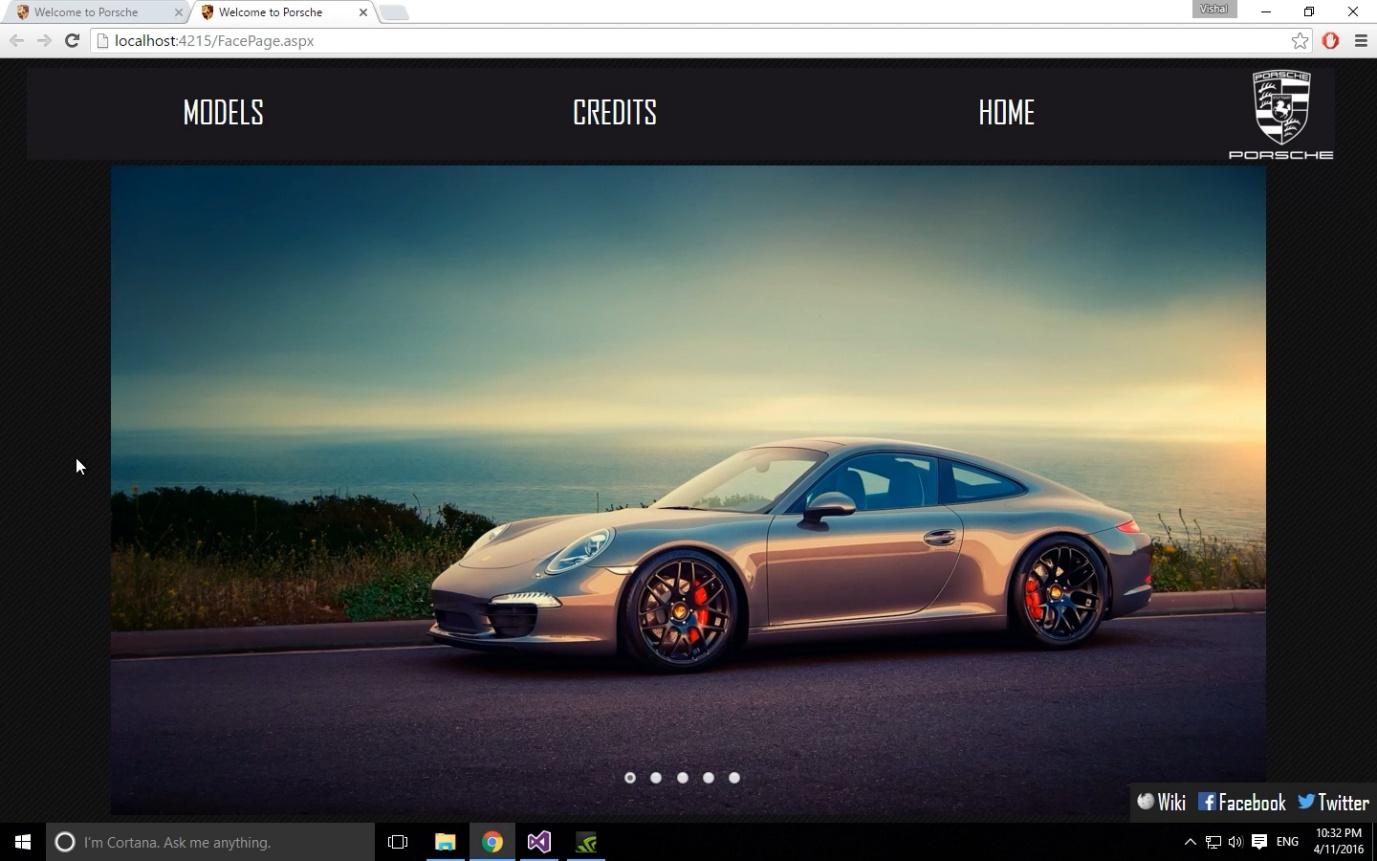 Welcome to Porsche
Welcome to Porsche
Vishal
localhost:4215/FacePage.aspx
MODELS
CREDITS
HOME
PORSCHE
PORSCHE
Wiki
Facebook
Twitter
I'm Cortana. Ask me anything.
ENG
10:32 PM
4/11/2016